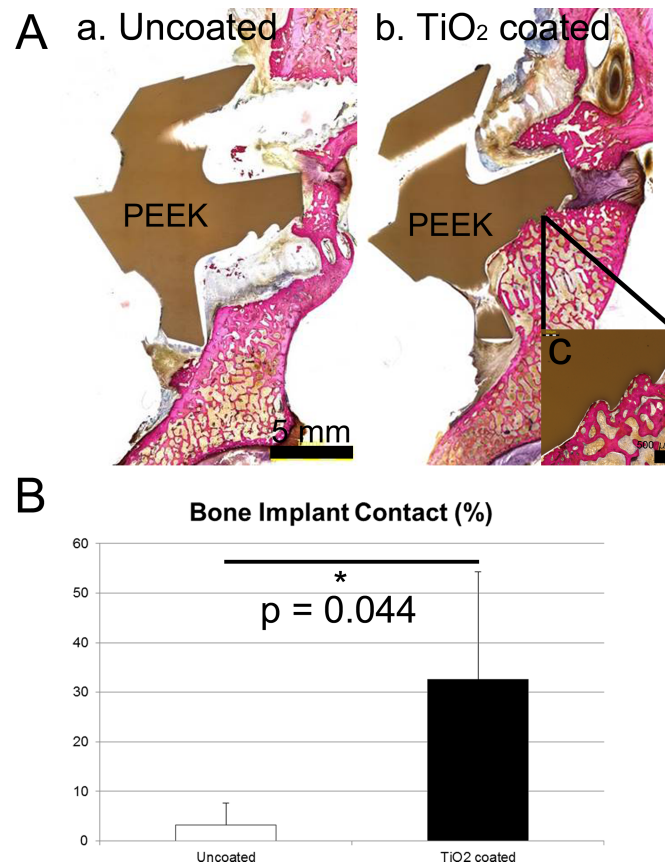 A
a. Uncoated
b. TiO2 coated
PEEK
PEEK
C
5 mm
B
Bone Implant Contact (%)
60
50
40
30
20
10
0
*
p = 0.044
Uncoated
TiO2 coated